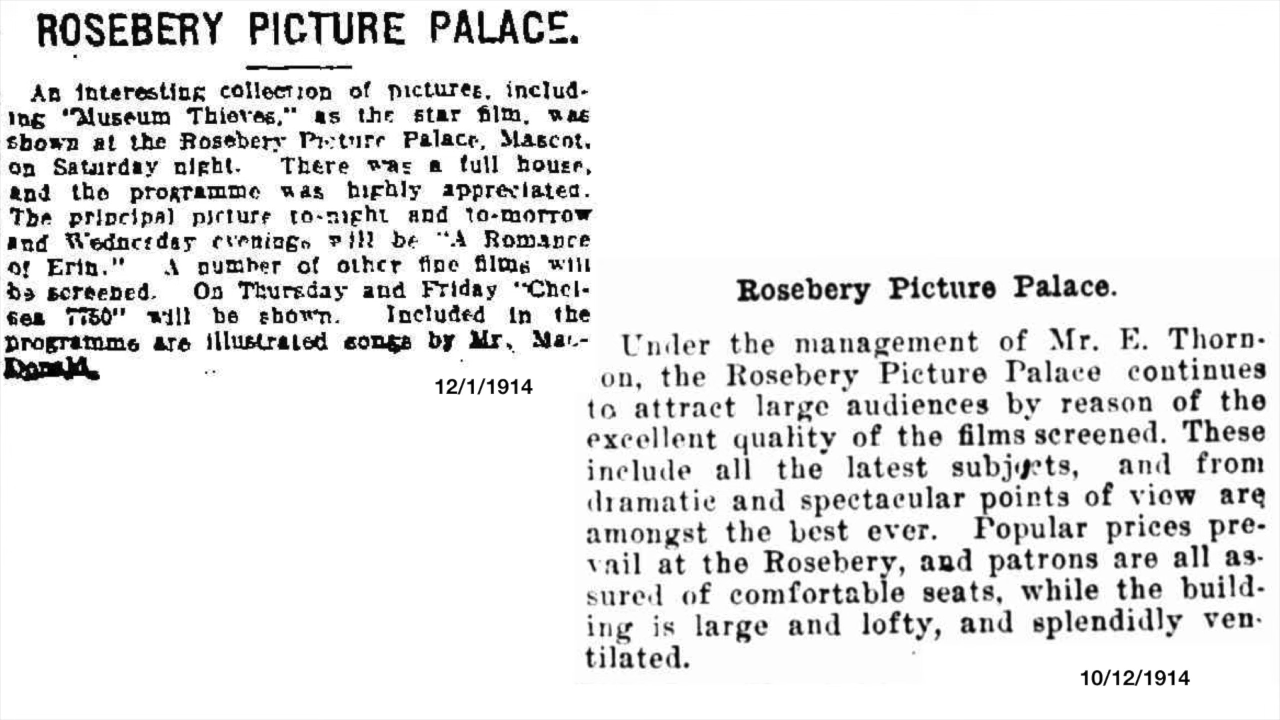 ROSEBERY PICTURE PALACE.
An interesting collection of pictures, includ-
ing "Museum Thieves," as the star film, was
shown at the Rosebery Picture Palace, Mascot,
on Saturday night. There was a full house,
and the programme was highly appreciated.
The principal picture to-night and to-morrow
and Wednesday evenings will be "A Romance
of Erin." A number of other fine films will
be screened. On Thursday and Friday "Chel-
sea 7750" will be shown. Included in the
programme are illustrated songs by Mr. Mac-
Donald.
12/1/1914
Rosebery Picture Palace.
Under the management of Mr. E. Thorn-
on, the Rosebery Picture Palace continues
to attract large audiences by reason of the
excellent quality of the films screened. These
include all the latest subjects, and from
dramatic and spectacular points of view are
amongst the best ever. Popular prices pre-
vail at the Rosebery, and patrons are all as-
sured of comfortable seats, while the build-
ing is large and lofty, and splendidly ven-
tilated.
10/12/1914